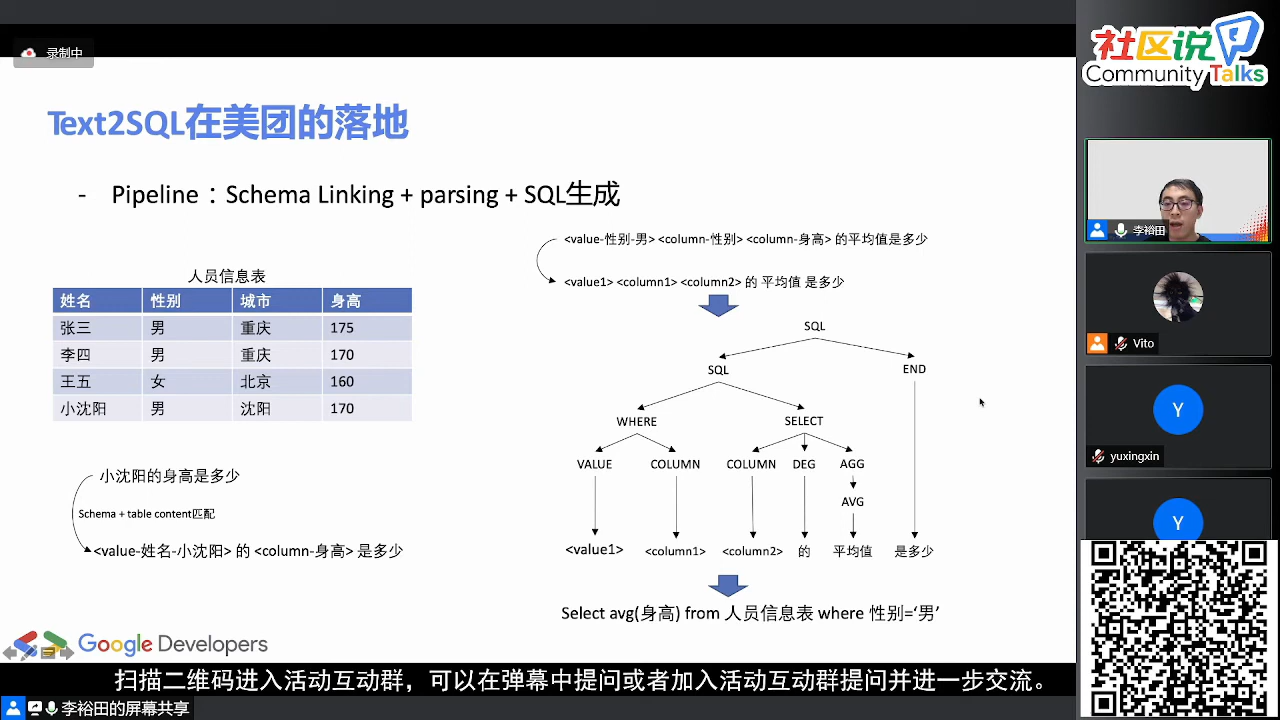 录制中
社区说
Community Talks
Text2SQL在美团的落地
- Pipeline：Schema Linking + parsing + SQL生成
人员信息表
姓名 性别 城市 身高
张三 男 重庆 175
李四 男 重庆 170
王五 女 北京 160
小沈阳 男 沈阳 170
小沈阳的身高是多少
Schema + table content匹配
<value-姓名-小沈阳> 的 <column-身高> 是多少
<value-性别-男> <column-性别> <column-身高> 的平均值是多少
<value1> <column1> <column2> 的 平均值 是多少
SQL
SQL END
WHERE SELECT
VALUE COLUMN COLUMN DEG AGG
AVG
<value1> <column1> <column2> 的 平均值 是多少
Select avg(身高) from 人员信息表 where 性别=‘男’
Google Developers
李裕田
Vito
Y
yuxingxin
Y
扫描二维码进入活动互动群，可以在弹幕中提问或者加入活动互动群提问并进一步交流。
李裕田的屏幕共享